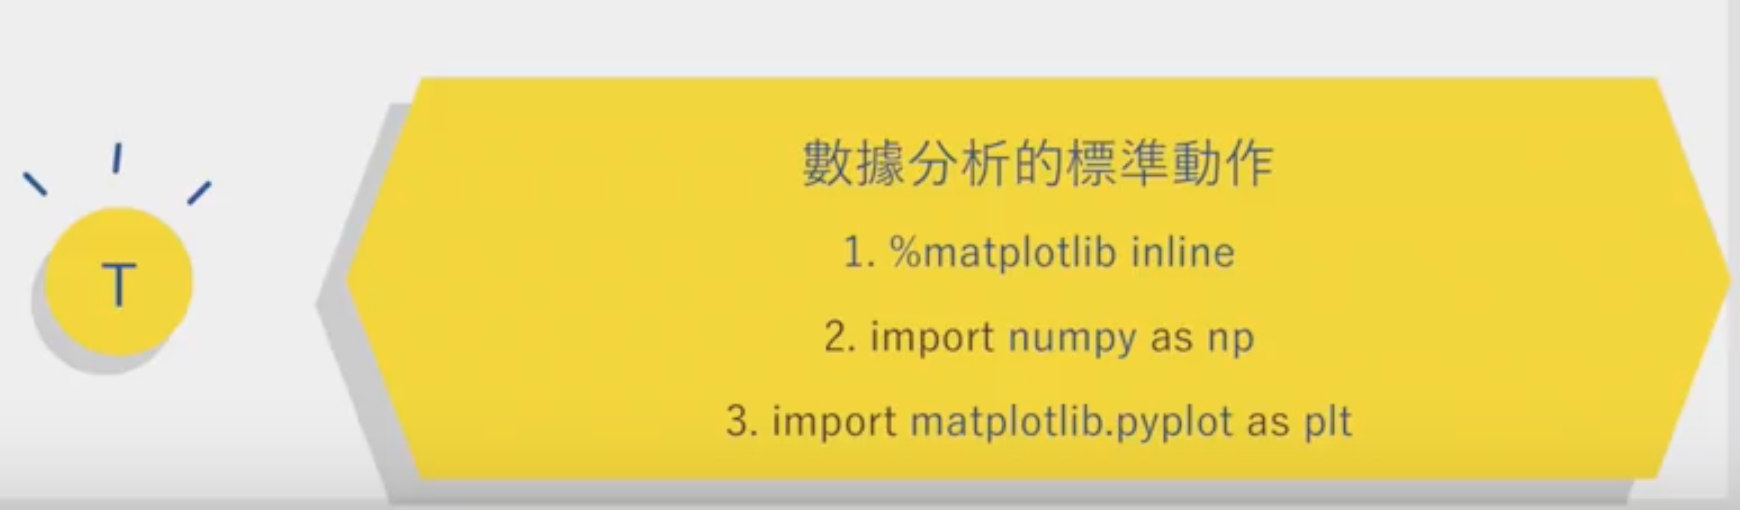 T
數據分析的標準動作
1. %matplotlib inline
2. import numpy as np
3. import matplotlib.pyplot as plt